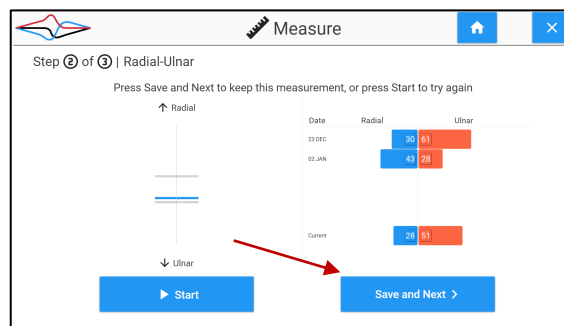 Measure
Step ② of ③ | Radial-Ulnar
Press Save and Next to keep this measurement, or press Start to try again
↑ Radial
Date Radial Ulnar
23 DEC 30 61
02 JAN 43 28
Current 28 51
↓ Ulnar
Start
Save and Next